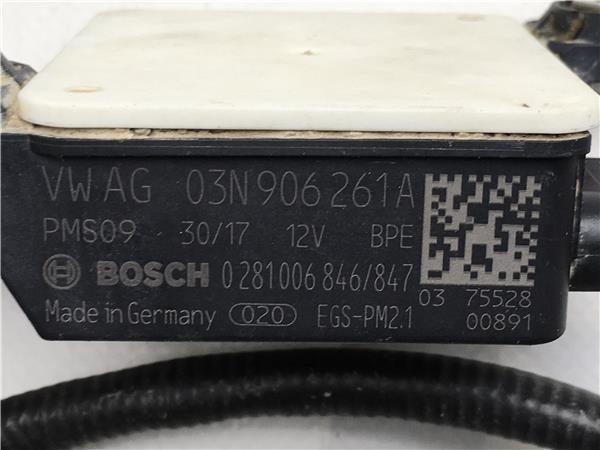 VW AG 03N 906 261 A
PMS09 30/17 12V BPE
BOSCH 0 281 006 846/847
03 75528
Made in Germany 020 EGS-PM2.1 00891